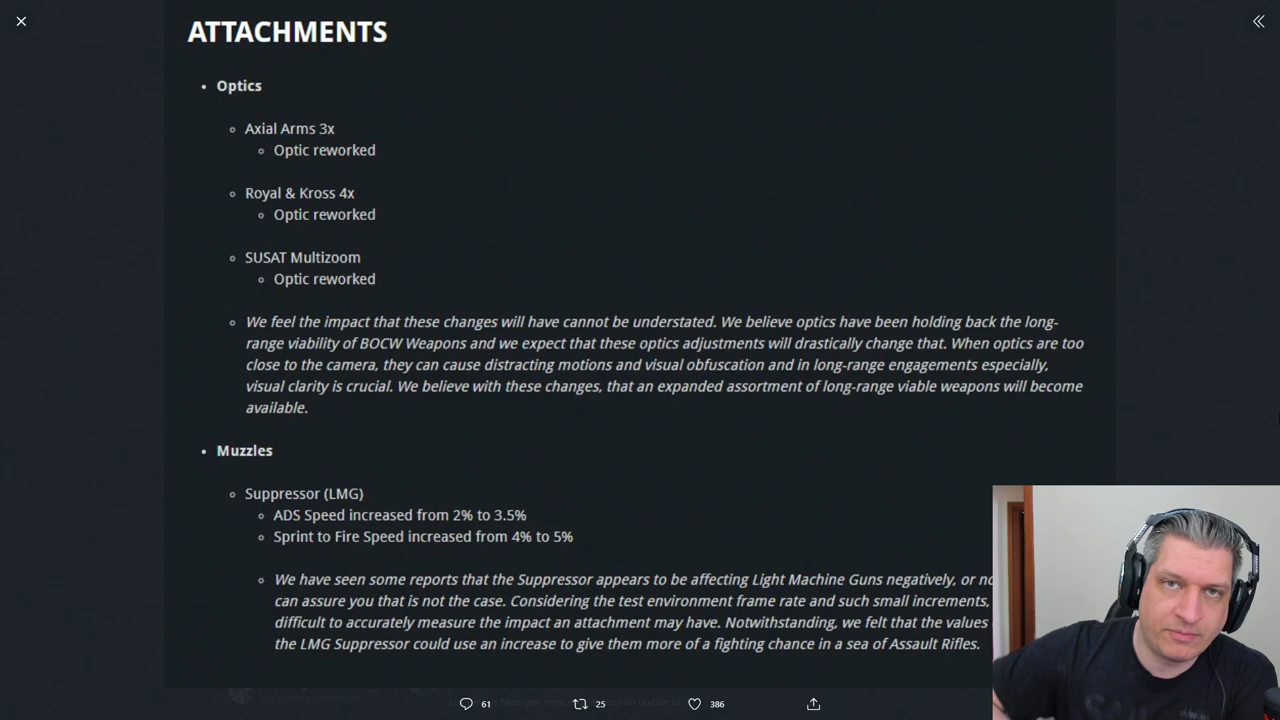 ATTACHMENTS
• Optics
Axial Arms 3x
Optic reworked
Royal & Kross 4x
Optic reworked
SUSAT Multizoom
Optic reworked
We feel the impact that these changes will have cannot be understated. We believe optics have been holding back the long-
range viability of BOCW Weapons and we expect that these optics adjustments will drastically change that. When optics are too
close to the camera, they can cause distracting motions and visual obfuscation and in long-range engagements especially,
visual clarity is crucial. We believe with these changes, that an expanded assortment of long-range viable weapons will become
available.
• Muzzles
Suppressor (LMG)
ADS Speed increased from 2% to 3.5%
Sprint to Fire Speed increased from 4% to 5%
We have seen some reports that the Suppressor appears to be affecting Light Machine Guns negatively, or
can assure you that is not the case. Considering the test environment frame rate and such small increments,
difficult to accurately measure the impact an attachment may have. Notwithstanding, we felt that the values
the LMG Suppressor could use an increase to give them more of a fighting chance in a sea of Assault Rifles.
61 25 386